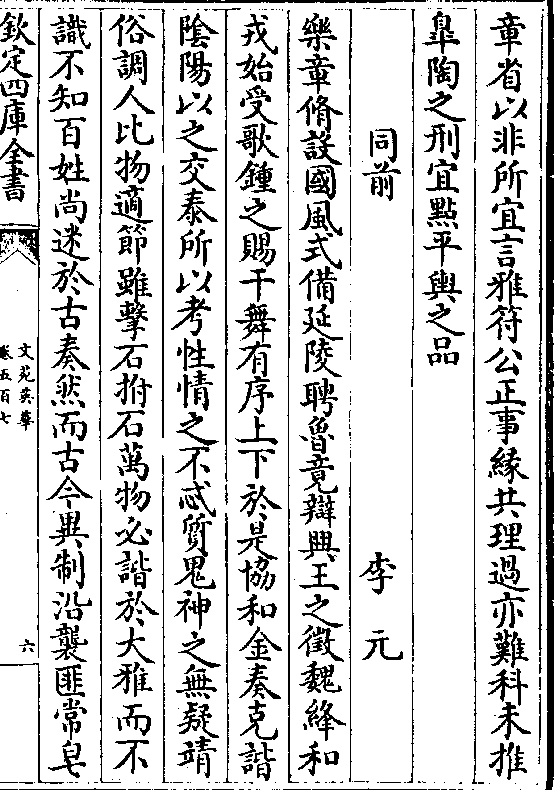 章省以非所宜言雅符公正事緣共理過亦難科未推
臯陶之刑宜點平輿之品
同前 李元
樂章脩設國風式備延陵聘魯竟辯興王之徵魏絳和
戎始受歌鍾之賜干舞有序上下於是協和金奏克諧
陰陽以之交泰所以考性情之不忒質鬼神之無疑靖
俗調人比物適節雖擊石拊石萬物必諧於大雅而不
識不知百姓尚迷於古奏然而古今異制沿襲匪常皂
欽定四庫全書
文苑英華
卷五百七
六